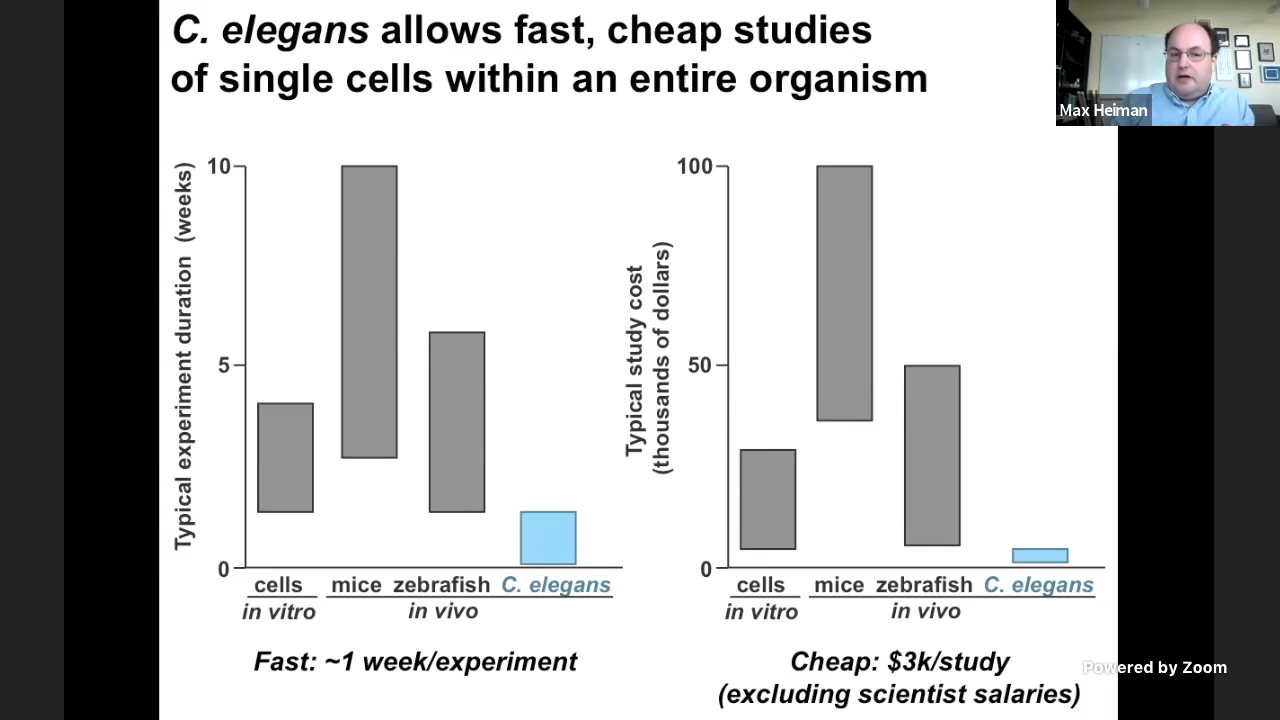 C. elegans allows fast, cheap studies
of single cells within an entire organism
Max Heiman
Typical experiment duration (weeks)
10
5
0
cells
mice
zebrafish
C. elegans
in vitro
in vivo
Fast: ~1 week/experiment
Typical study cost
(thousands of dollars)
100
50
0
cells
mice
zebrafish
C. elegans
in vitro
in vivo
Cheap: $3k/study
(excluding scientist salaries)
Powered by Zoom